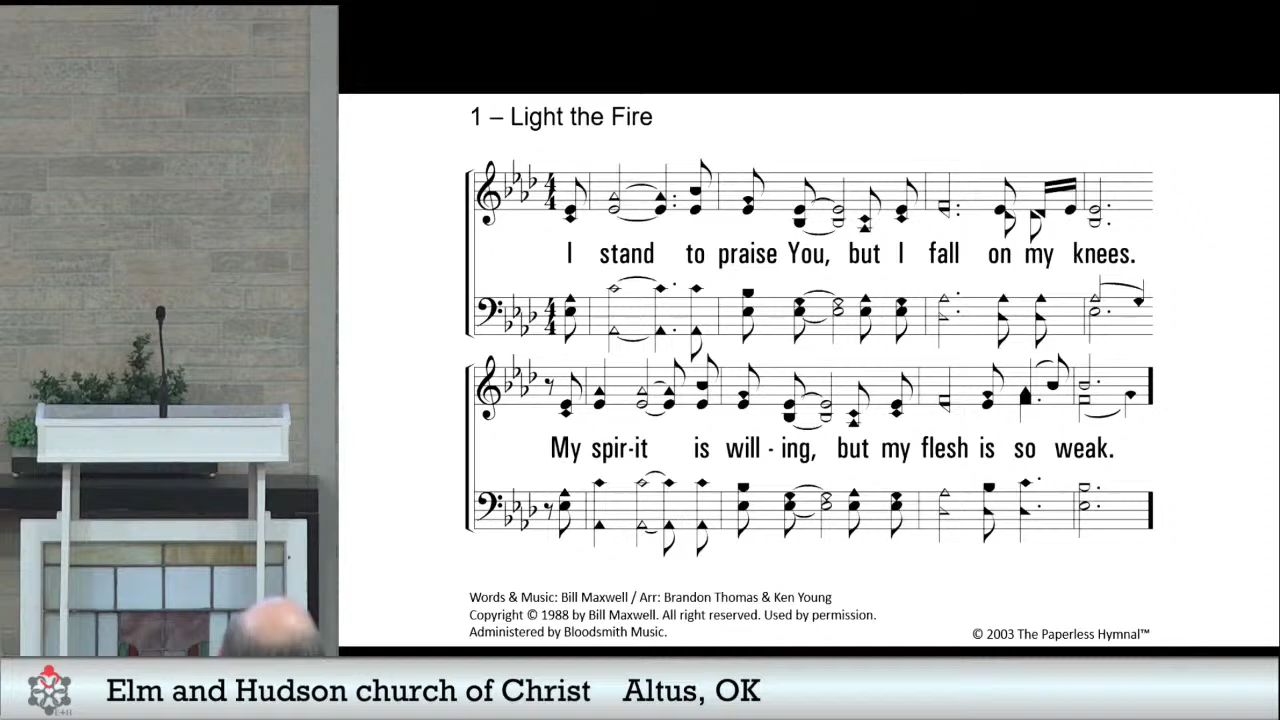 1 – Light the Fire
I stand to praise You, but I fall on my knees.
My spir-it is will - ing, but my flesh is so weak.
Words & Music: Bill Maxwell / Arr: Brandon Thomas & Ken Young
Copyright © 1988 by Bill Maxwell. All right reserved. Used by permission.
Administered by Bloodsmith Music.
© 2003 The Paperless Hymnal™
Elm and Hudson church of Christ Altus, OK